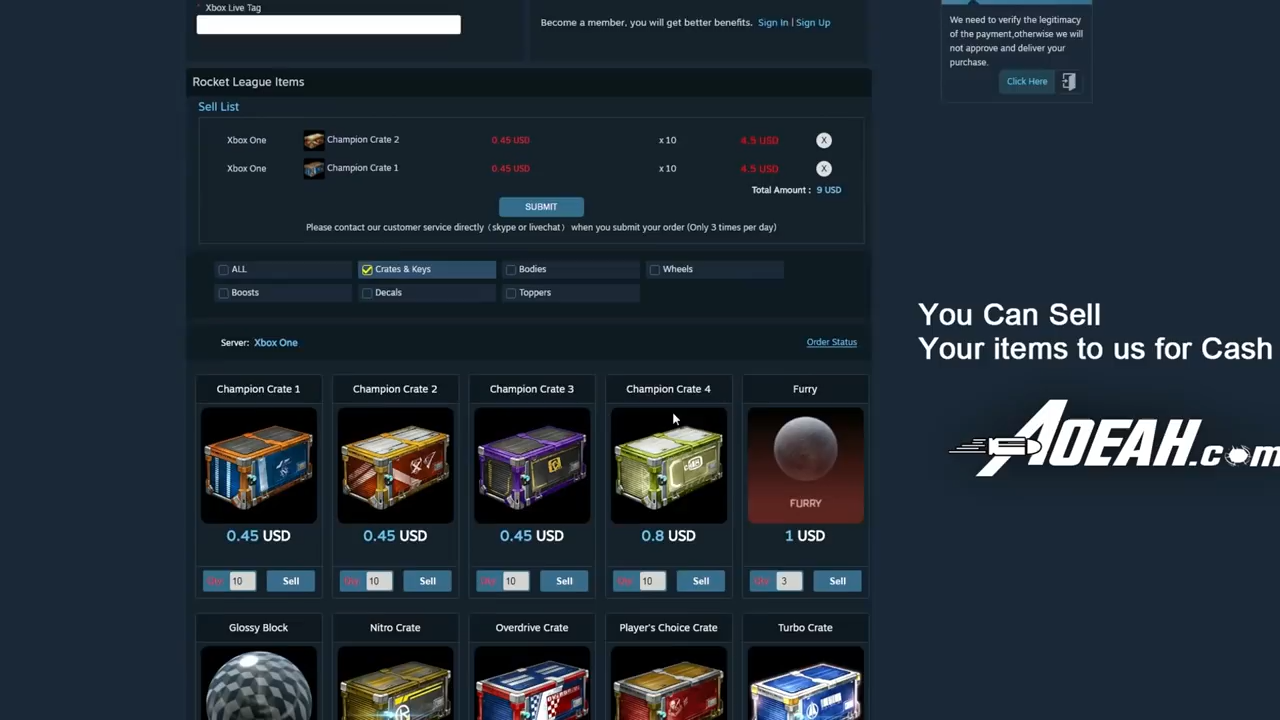 * Xbox Live Tag
Become a member, you will get better benefits. Sign In | Sign Up
We need to verify the legitimacy
of the payment,otherwise we will
not approve and deliver your
purchase.
Click Here
Rocket League Items
Sell List
Xbox One Champion Crate 2 0.45 USD x 10 4.5 USD X
Xbox One Champion Crate 1 0.45 USD x 10 4.5 USD X
Total Amount : 9 USD
SUBMIT
Please contact our customer service directly（skype or livechat）when you submit your order (Only 3 times per day)
ALL Crates & Keys Bodies Wheels
Boosts Decals Toppers
Server: Xbox One Order Status
You Can Sell
Your items to us for Cash
AOEAH.com
Champion Crate 1 Champion Crate 2 Champion Crate 3 Champion Crate 4 Furry
FURRY
0.45 USD 0.45 USD 0.45 USD 0.8 USD 1 USD
Qty: 10 Sell Qty: 10 Sell Qty: 10 Sell Qty: 10 Sell Qty: 3 Sell
Glossy Block Nitro Crate Overdrive Crate Player's Choice Crate Turbo Crate